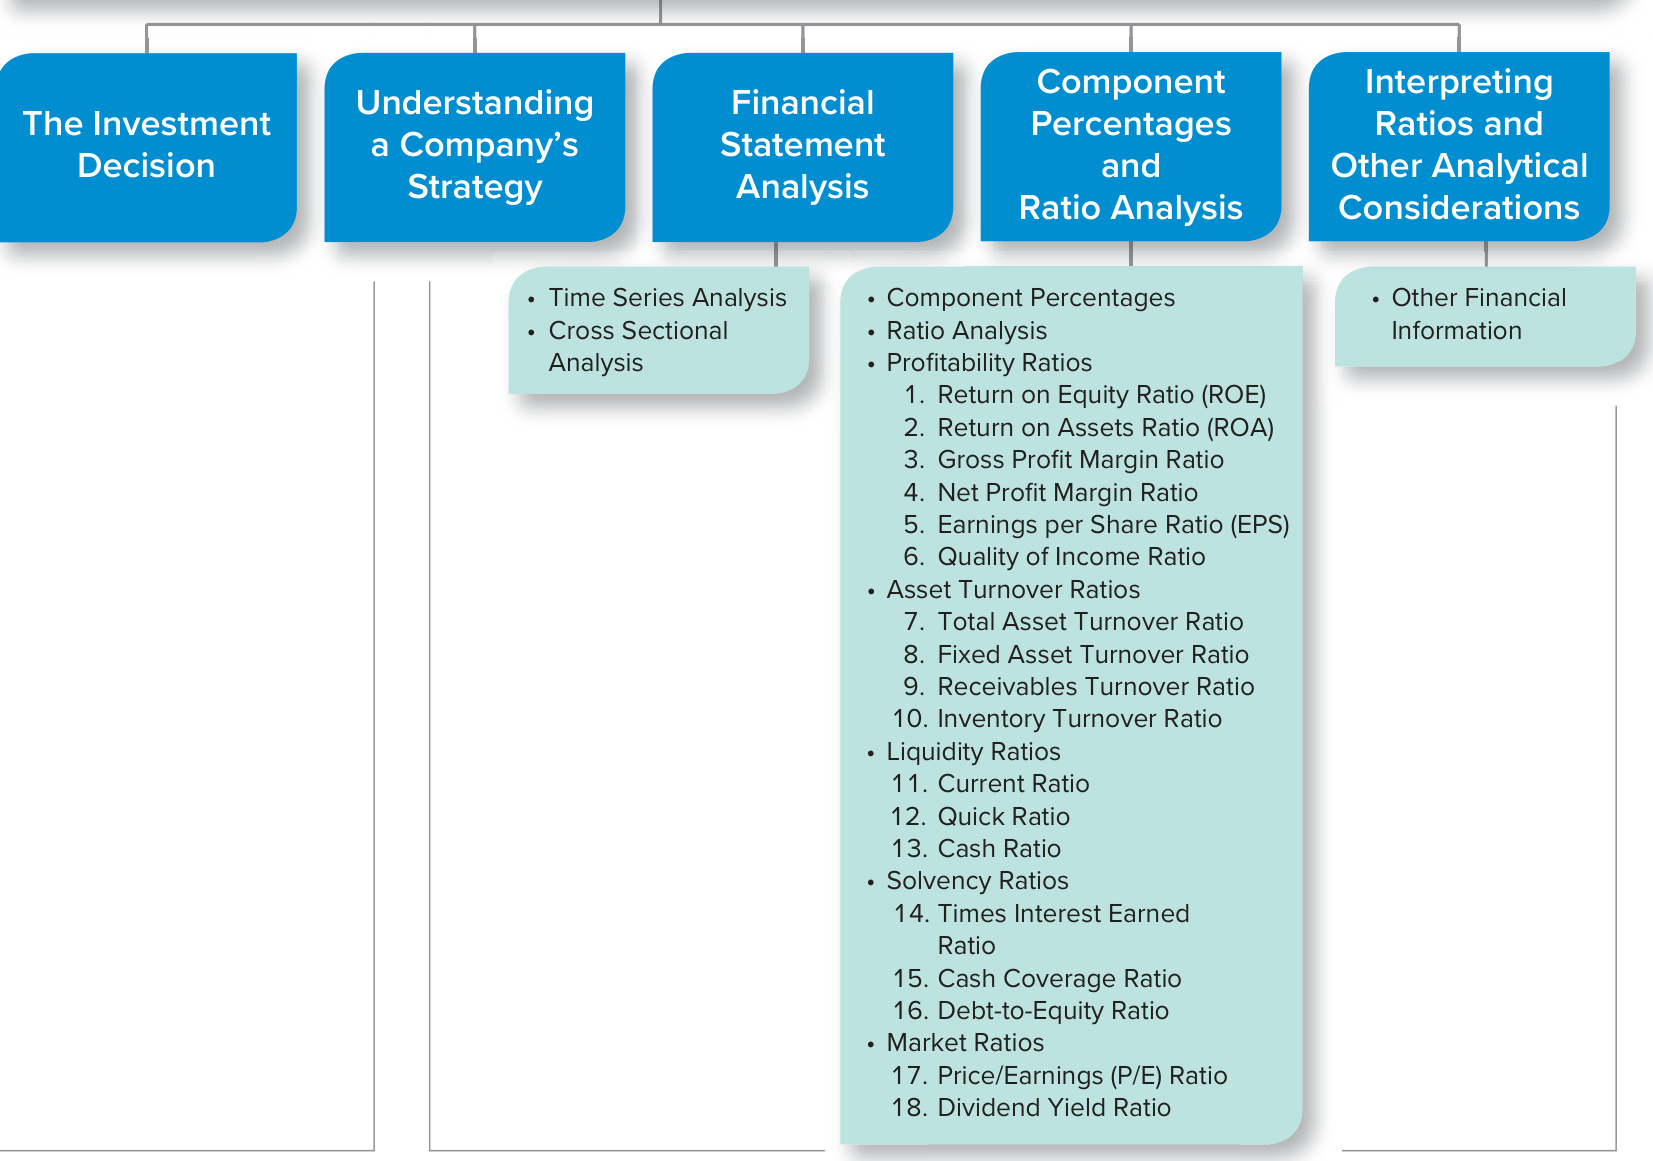 The Investment
Decision
Understanding
a Company’s
Strategy
Financial
Statement
Analysis
Component
Percentages
and
Ratio Analysis
Interpreting
Ratios and
Other Analytical
Considerations
• Time Series Analysis
• Cross Sectional
Analysis
• Component Percentages
• Ratio Analysis
• Profitability Ratios
1. Return on Equity Ratio (ROE)
2. Return on Assets Ratio (ROA)
3. Gross Profit Margin Ratio
4. Net Profit Margin Ratio
5. Earnings per Share Ratio (EPS)
6. Quality of Income Ratio
• Asset Turnover Ratios
7. Total Asset Turnover Ratio
8. Fixed Asset Turnover Ratio
9. Receivables Turnover Ratio
10. Inventory Turnover Ratio
• Liquidity Ratios
11. Current Ratio
12. Quick Ratio
13. Cash Ratio
• Solvency Ratios
14. Times Interest Earned
Ratio
15. Cash Coverage Ratio
16. Debt-to-Equity Ratio
• Market Ratios
17. Price/Earnings (P/E) Ratio
18. Dividend Yield Ratio
• Other Financial
Information